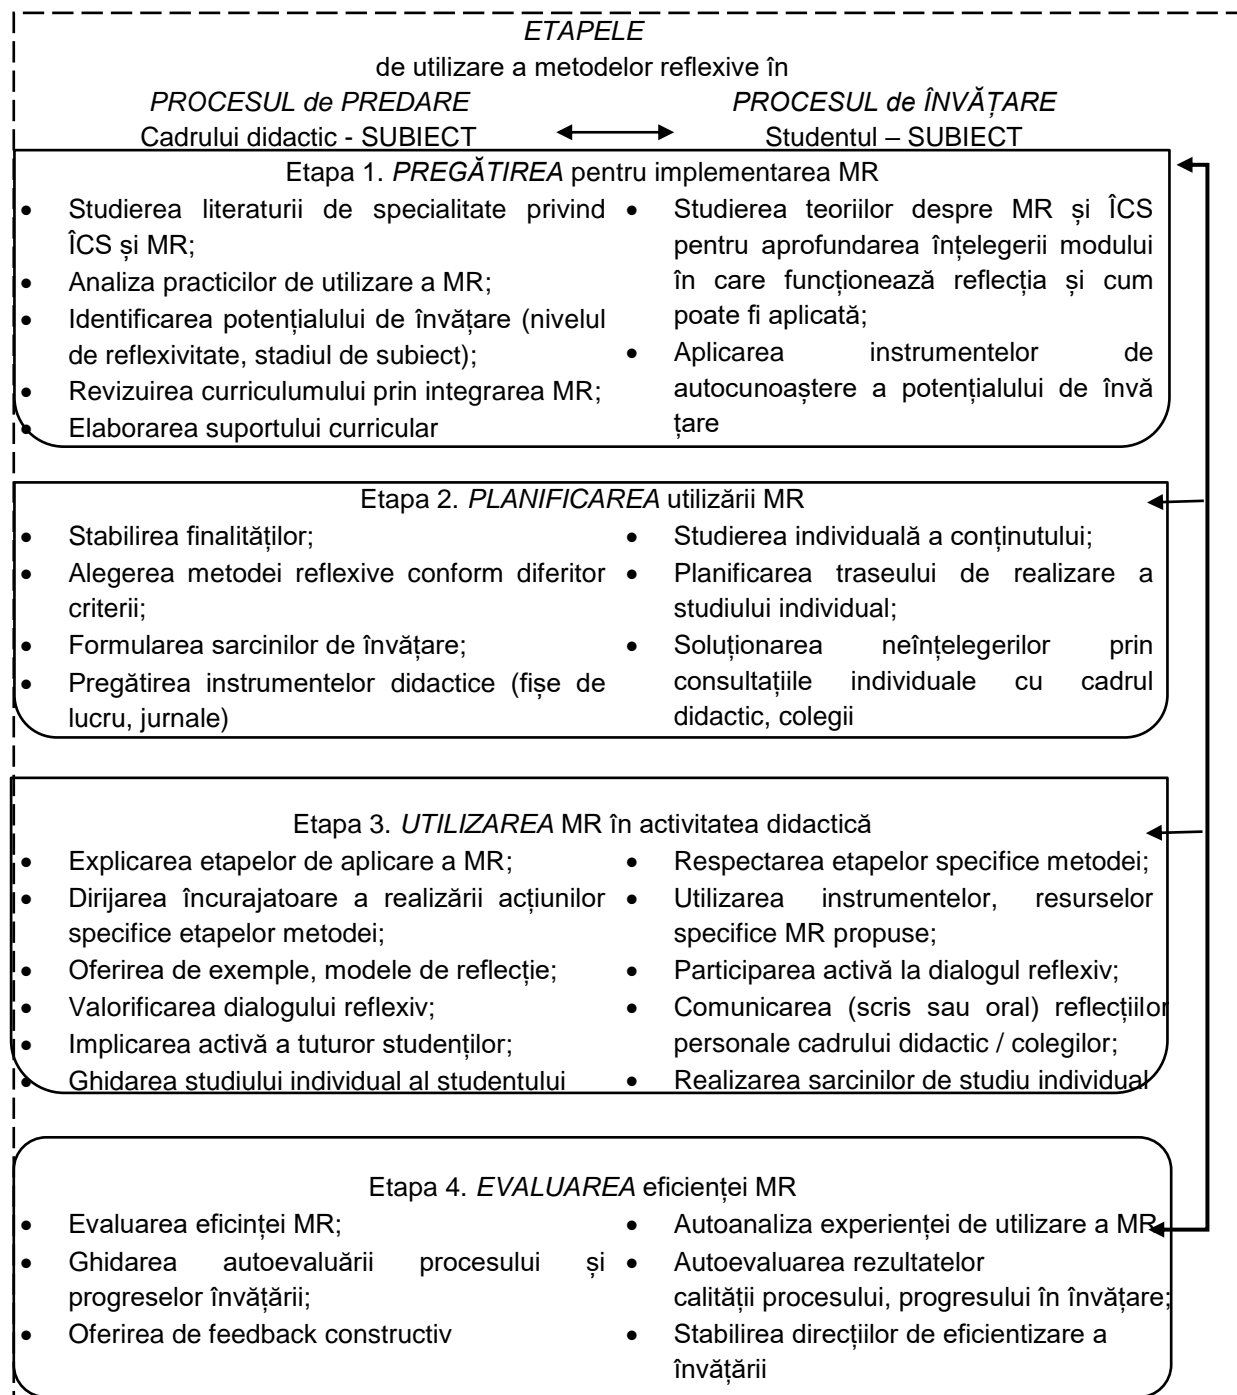 ETAPELE
de utilizare a metodelor reflexive în
PROCESUL de PREDARE
Cadrului didactic - SUBIECT
PROCESUL de ÎNVĂȚARE
Studentul – SUBIECT
Etapa 1. PREGĂTIREA pentru implementarea MR
• Studierea literaturii de specialitate privind
ÎCS și MR;
• Analiza practicilor de utilizare a MR;
• Identificarea potențialului de învățare (nivelul
de reflexivitate, stadiul de subiect);
• Revizuirea curriculumului prin integrarea MR;
• Elaborarea suportului curricular
• Studierea teoriilor despre MR și ÎCS
pentru aprofundarea înțelegerii modului
în care funcționează reflecția și cum
poate fi aplicată;
• Aplicarea instrumentelor de
autocunoaștere a potențialului de învă
țare
Etapa 2. PLANIFICAREA utilizării MR
• Stabilirea finalităților;
• Alegerea metodei reflexive conform diferitor
criterii;
• Formularea sarcinilor de învățare;
• Pregătirea instrumentelor didactice (fișe de
lucru, jurnale)
• Studierea individuală a conținutului;
• Planificarea traseului de realizare a
studiului individual;
• Soluționarea neînțelegerilor prin
consultațiile individuale cu cadrul
didactic, colegii
Etapa 3. UTILIZAREA MR în activitatea didactică
• Explicarea etapelor de aplicare a MR;
• Dirijarea încurajatoare a realizării acțiunilor
specifice etapelor metodei;
• Oferirea de exemple, modele de reflecție;
• Valorificarea dialogului reflexiv;
• Implicarea activă a tuturor studenților;
• Ghidarea studiului individual al studentului
• Respectarea etapelor specifice metodei;
• Utilizarea instrumentelor, resurselor
specifice MR propuse;
• Participarea activă la dialogul reflexiv;
• Comunicarea (scris sau oral) reflecțiilor
personale cadrului didactic / colegilor;
• Realizarea sarcinilor de studiu individual
Etapa 4. EVALUAREA eficienței MR
• Evaluarea eficinței MR;
• Ghidarea autoevaluării procesului și
progreselor învățării;
• Oferirea de feedback constructiv
• Autoanaliza experienței de utilizare a MR
• Autoevaluarea rezultatelor
calității procesului, progresului în învățare;
• Stabilirea direcțiilor de eficientizare a
învățării